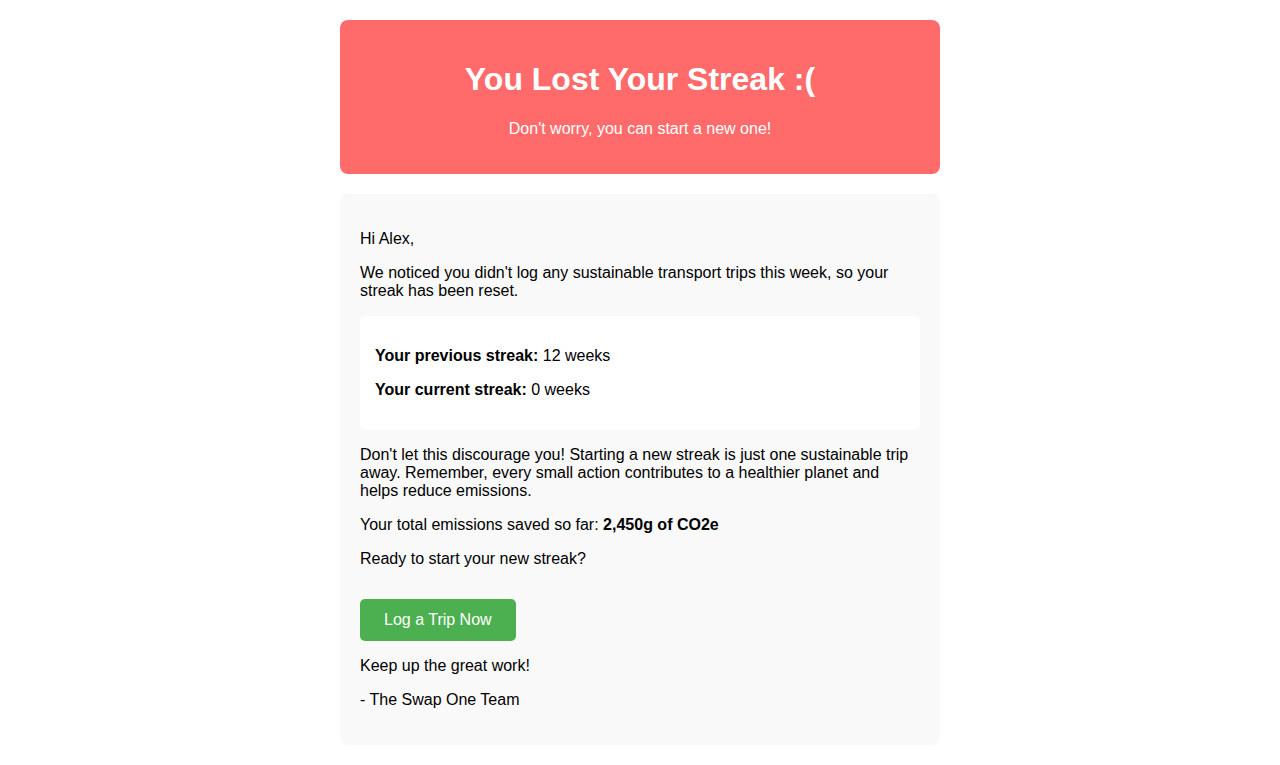 You Lost Your Streak :(
Don't worry, you can start a new one!
Hi Alex,
We noticed you didn't log any sustainable transport trips this week, so your
streak has been reset.
Your previous streak: 12 weeks
Your current streak: 0 weeks
Don't let this discourage you! Starting a new streak is just one sustainable trip
away. Remember, every small action contributes to a healthier planet and
helps reduce emissions.
Your total emissions saved so far: 2,450g of CO2e
Ready to start your new streak?
Log a Trip Now
Keep up the great work!
- The Swap One Team